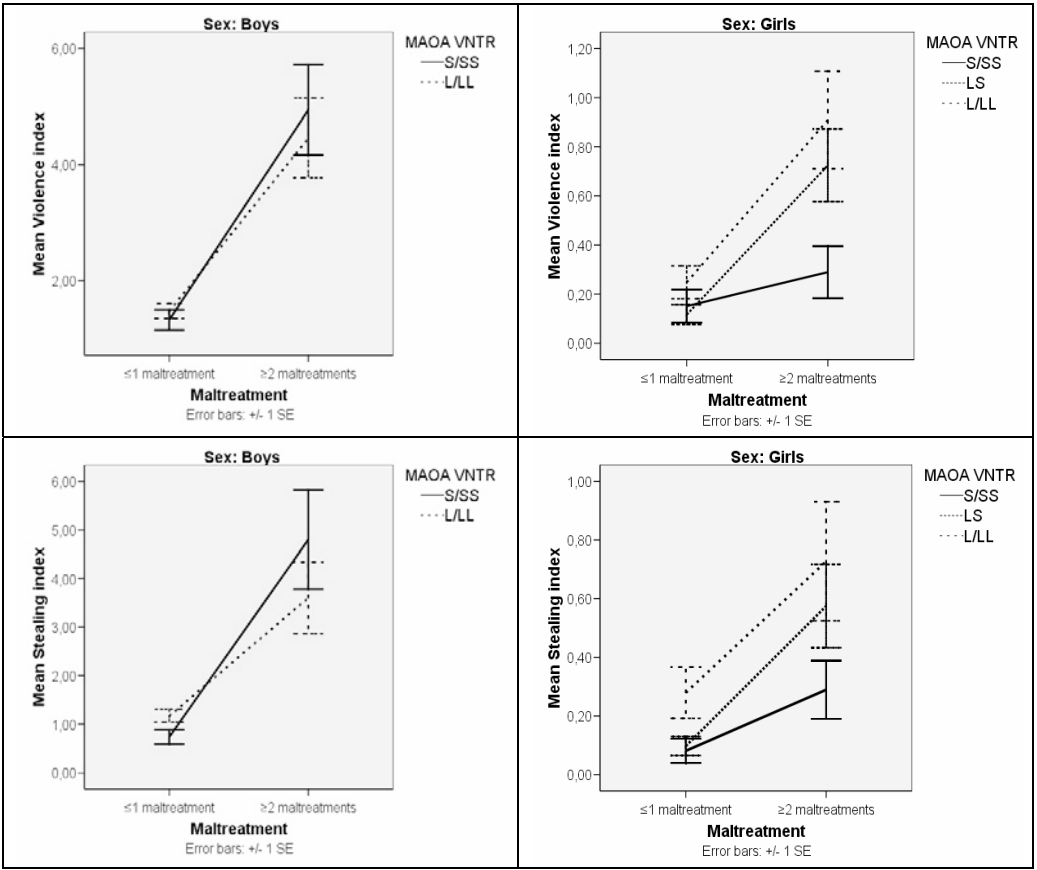 Sex: Boys
MAOA VNTR
S/SS
L/LL
6,00
4,00
2,00
Mean Violence index
≤1 maltreatment
≥2 maltreatments
Maltreatment
Error bars: +/- 1 SE
Sex: Girls
MAOA VNTR
S/SS
LS
L/LL
1,20
1,00
0,80
0,60
0,40
0,20
0,00
Mean Violence index
≤1 maltreatment
≥2 maltreatments
Maltreatment
Error bars: +/- 1 SE
Sex: Boys
MAOA VNTR
S/SS
L/LL
6,00
5,00
4,00
3,00
2,00
1,00
0,00
Mean Stealing index
≤1 maltreatment
≥2 maltreatments
Maltreatment
Error bars: +/- 1 SE
Sex: Girls
MAOA VNTR
S/SS
LS
L/LL
1,00
0,80
0,60
0,40
0,20
0,00
Mean Stealing index
≤1 maltreatment
≥2 maltreatments
Maltreatment
Error bars: +/- 1 SE